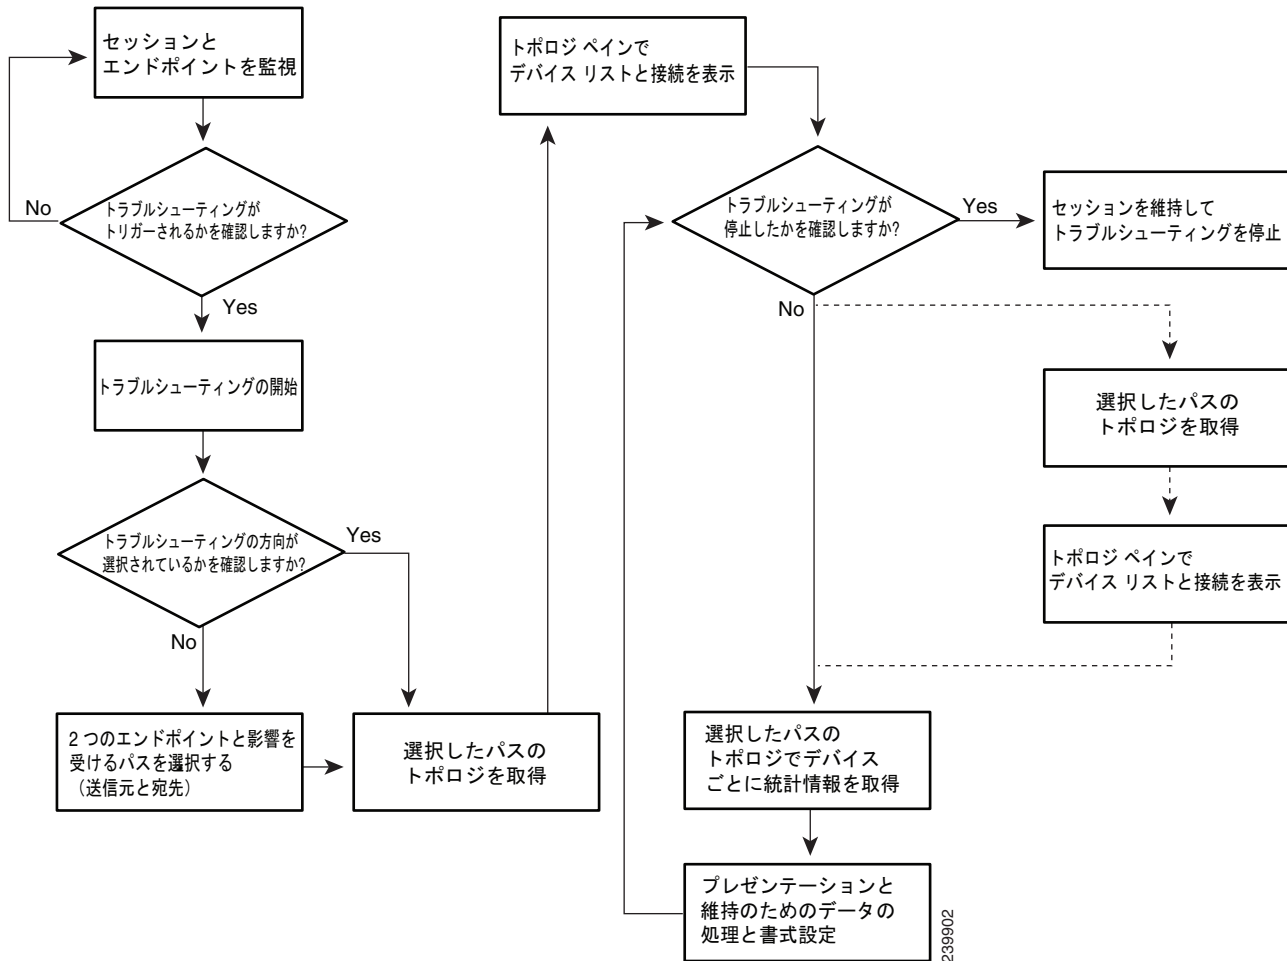 セッションと
エンドポイントを監視
No
トラブルシューティングが
トリガーされるかを確認しますか?
Yes
トラブルシューティングの開始
トラブルシューティングの方向が
選択されているかを確認しますか?
Yes
No
2 つのエンドポイントと影響を
受けるパスを選択する
(送信元と宛先)
選択したパスの
トポロジを取得
トポロジ ペインで
デバイス リストと接続を表示
トラブルシューティングが
停止したかを確認しますか?
Yes
セッションを維持して
トラブルシューティングを停止
No
選択したパスの
トポロジを取得
トポロジ ペインで
デバイス リストと接続を表示
選択したパスの
トポロジでデバイス
ごとに統計情報を取得
プレゼンテーションと
維持のためのデータの
処理と書式設定
239902